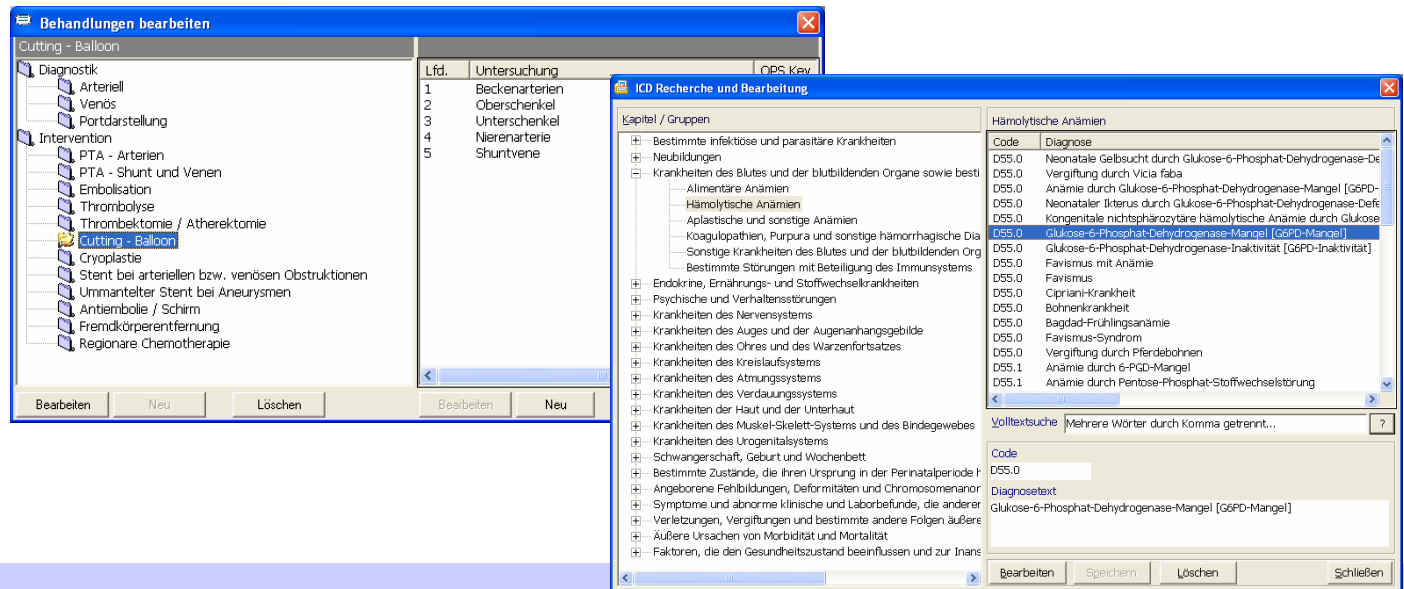 Behandlungen bearbeiten
Cutting - Balloon
Diagnostik
Arteriell
Venös
Portdarstellung
Intervention
PTA - Arterien
PTA - Shunt und Venen
Embolisation
Thrombolyse
Thrombektomie / Atherektomie
Cutting - Balloon
Cryoplastie
Stent bei arteriellen bzw. venösen Obstruktionen
Ummantelter Stent bei Aneurysmen
Antiembolie / Schirm
Fremdkörperentfernung
Regionare Chemotherapie
Bearbeiten Neu Löschen
Lfd. Untersuchung OPS Key
1 Beckenarterien
2 Oberschenkel
3 Unterschenkel
4 Nierenarterie
5 Shuntvene
Bearbeiten Neu
ICD Recherche und Bearbeitung
Kapitel / Gruppen
Bestimmte infektiöse und parasitäre Krankheiten
Neubildungen
Krankheiten des Blutes und der blutbildenden Organe sowie besti
Alimentäre Anämien
Hämolytische Anämien
Aplastische und sonstige Anämien
Koagulopathien, Purpura und sonstige hämorrhagische Dia
Sonstige Krankheiten des Blutes und der blutbildenden Org
Bestimmte Störungen mit Beteiligung des Immunsystems
Endokrine, Ernährungs- und Stoffwechselkrankheiten
Psychische und Verhaltensstörungen
Krankheiten des Nervensystems
Krankheiten des Auges und der Augenanhangsgebilde
Krankheiten des Ohres und des Warzenfortsatzes
Krankheiten des Kreislaufsystems
Krankheiten des Atmungssystems
Krankheiten des Verdauungssystems
Krankheiten der Haut und der Unterhaut
Krankheiten des Muskel-Skelett-Systems und des Bindegewebes
Krankheiten des Urogenitalsystems
Schwangerschaft, Geburt und Wochenbett
Bestimmte Zustände, die ihren Ursprung in der Perinatalperiode h
Angeborene Fehlbildungen, Deformitäten und Chromosomenanor
Symptome und abnorme klinische und Laborbefunde, die anderer
Verletzungen, Vergiftungen und bestimmte andere Folgen äußere
Äußere Ursachen von Morbidität und Mortalität
Faktoren, die den Gesundheitszustand beeinflussen und zur Inans
Hämolytische Anämien
Code Diagnose
D55.0 Neonatale Gelbsucht durch Glukose-6-Phosphat-Dehydrogenase-De
D55.0 Vergiftung durch Vicia faba
D55.0 Anämie durch Glukose-6-Phosphat-Dehydrogenase-Mangel [G6PD-
D55.0 Neonataler Ikterus durch Glukose-6-Phosphat-Dehydrogenase-Defe
D55.0 Kongenitale nichtsphärozytäre hämolytische Anämie durch Glukose
D55.0 Glukose-6-Phosphat-Dehydrogenase-Mangel [G6PD-Mangel]
D55.0 Glukose-6-Phosphat-Dehydrogenase-Inaktivität [G6PD-Inaktivität]
D55.0 Favismus mit Anämie
D55.0 Favismus
D55.0 Cipriani-Krankheit
D55.0 Bohnenkrankheit
D55.0 Bagdad-Frühlingsanämie
D55.0 Favismus-Syndrom
D55.0 Vergiftung durch Pferdebohnen
D55.1 Anämie durch 6-PGD-Mangel
D55.1 Anämie durch Pentose-Phosphat-Stoffwechselstörung
Volltextsuche Mehrere Wörter durch Komma getrennt... ?
Code
D55.0
Diagnosetext
Glukose-6-Phosphat-Dehydrogenase-Mangel [G6PD-Mangel]
Bearbeiten Speichern Löschen Schließen